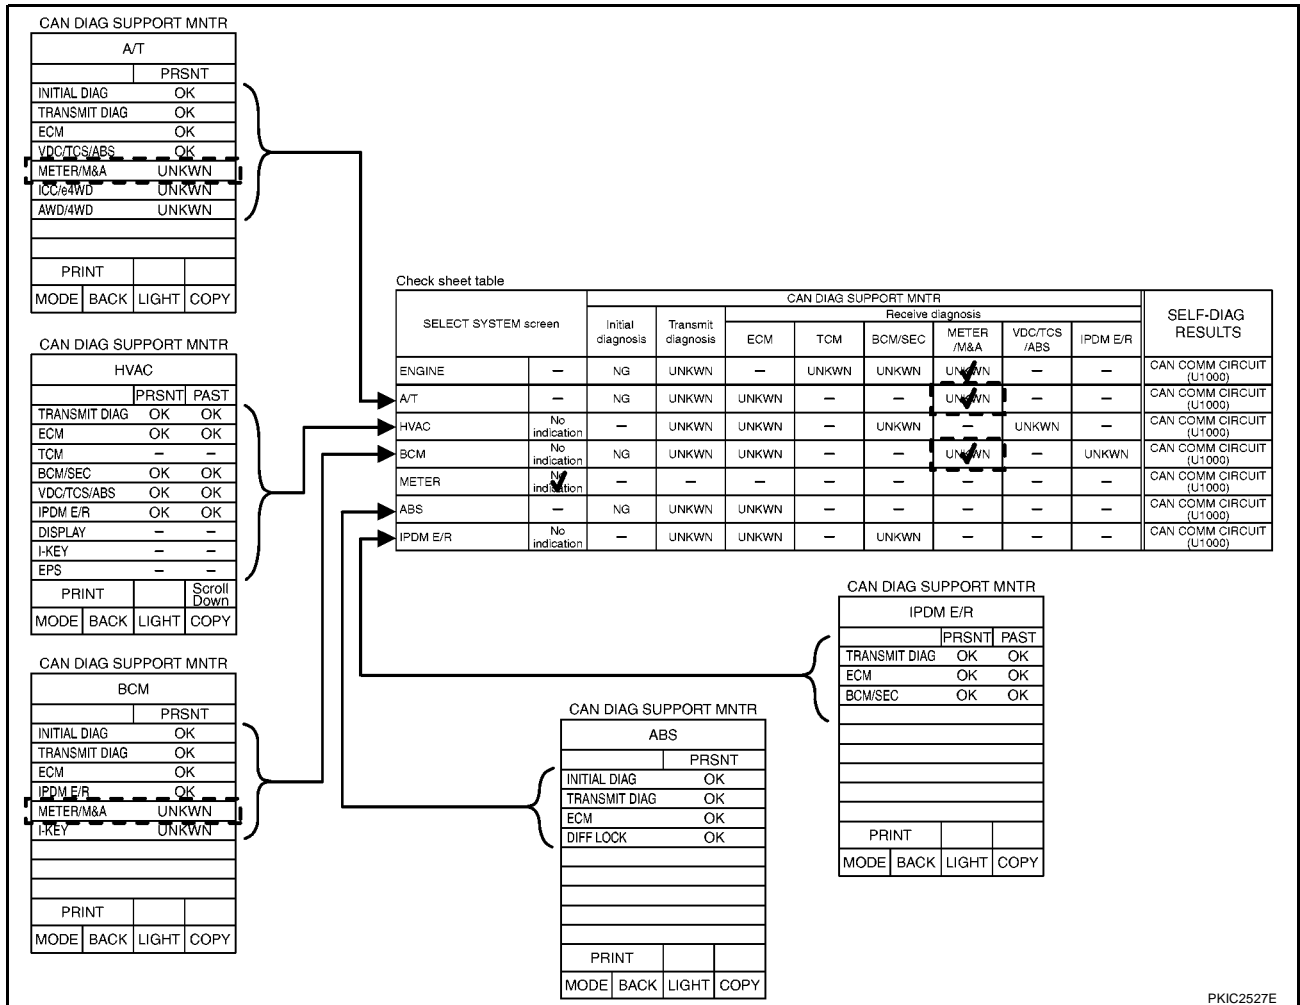 CAN DIAG SUPPORT MNTR
A/T
PRSNT
INITIAL DIAG OK
TRANSMIT DIAG OK
ECM OK
VDC/TCS/ABS OK
METER/M&A UNKWN
ICC/e4WD UNKWN
AWD/4WD UNKWN
PRINT
MODE BACK LIGHT COPY
CAN DIAG SUPPORT MNTR
HVAC
PRSNT PAST
TRANSMIT DIAG OK OK
ECM OK OK
TCM – –
BCM/SEC OK OK
VDC/TCS/ABS OK OK
IPDM E/R OK OK
DISPLAY – –
I-KEY – –
EPS – –
PRINT Scroll Down
MODE BACK LIGHT COPY
CAN DIAG SUPPORT MNTR
BCM
PRSNT
INITIAL DIAG OK
TRANSMIT DIAG OK
ECM OK
IPDM E/R OK
METER/M&A UNKWN
I-KEY UNKWN
PRINT
MODE BACK LIGHT COPY
Check sheet table
SELECT SYSTEM screen
CAN DIAG SUPPORT MNTR
Initial diagnosis
Transmit diagnosis
Receive diagnosis
ECM TCM BCM/SEC METER /M&A VDC/TCS /ABS IPDM E/R
SELF-DIAG RESULTS
ENGINE – NG UNKWN – UNKWN UNKWN UNKWN – – CAN COMM CIRCUIT (U1000)
A/T – NG UNKWN UNKWN – – UNKWN – – CAN COMM CIRCUIT (U1000)
HVAC No indication – UNKWN UNKWN – UNKWN – UNKWN – CAN COMM CIRCUIT (U1000)
BCM No indication NG UNKWN UNKWN – – UNKWN – UNKWN CAN COMM CIRCUIT (U1000)
METER No indication – – – – – – – – CAN COMM CIRCUIT (U1000)
ABS – NG UNKWN UNKWN – – – – – CAN COMM CIRCUIT (U1000)
IPDM E/R No indication – UNKWN UNKWN – UNKWN – – – CAN COMM CIRCUIT (U1000)
CAN DIAG SUPPORT MNTR
ABS
PRSNT
INITIAL DIAG OK
TRANSMIT DIAG OK
ECM OK
DIFF LOCK OK
PRINT
MODE BACK LIGHT COPY
CAN DIAG SUPPORT MNTR
IPDM E/R
PRSNT PAST
TRANSMIT DIAG OK OK
ECM OK OK
BCM/SEC OK OK
PRINT
MODE BACK LIGHT COPY
PKIC2527E